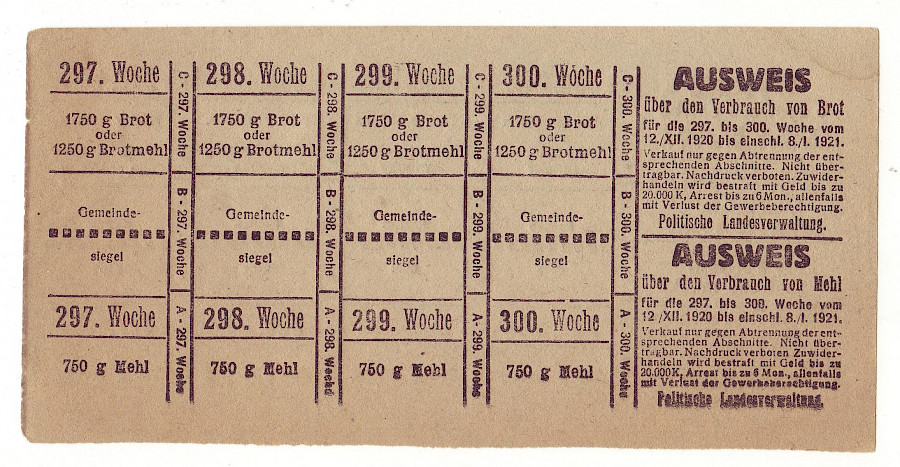 297. Woche
1750 g Brot
oder
1250 g Brotmehl
Gemeinde-
siegel
297. Woche
750 g Mehl
C - 297. Woche
B - 297. Woche
A - 297. Woche
298. Woche
1750 g Brot
oder
1250 g Brotmehl
Gemeinde-
siegel
298. Woche
750 g Mehl
C - 298. Woche
B - 298. Woche
A - 298. Woche
299. Woche
1750 g Brot
oder
1250 g Brotmehl
Gemeinde-
siegel
299. Woche
750 g Mehl
C - 299. Woche
B - 299. Woche
A - 299. Woche
300. Woche
1750 g Brot
oder
1250 g Brotmehl
Gemeinde-
siegel
300. Woche
750 g Mehl
C - 300. Woche
B - 300. Woche
A - 300. Woche
AUSWEIS
über den Verbrauch von Brot
für die 297. bis 300. Woche vom
12./XII. 1920 bis einschl. 8./I. 1921.
Verkauf nur gegen Abtrennung der ent-
sprechenden Abschnitte. Nicht über-
tragbar. Nachdruck verboten. Zuwider-
handeln wird bestraft mit Geld bis zu
20.000 K, Arrest bis zu 6 Mon., allenfalls
mit Verlust der Gewerbeberechtigung.
Politische Landesverwaltung.
AUSWEIS
über den Verbrauch von Mehl
für die 297. bis 300. Woche vom
12 /XII. 1920 bis einschl. 8./I. 1921.
Verkauf nur gegen Abtrennung der ent-
sprechenden Abschnitte. Nicht über-
tragbar. Nachdruck verboten. Zuwider-
handeln wird bestraft mit Geld bis zu
20.000 K, Arrest bis zu 6 Mon., allenfalls
mit Verlust der Gewerbeberechtigung.
Politische Landesverwaltung.